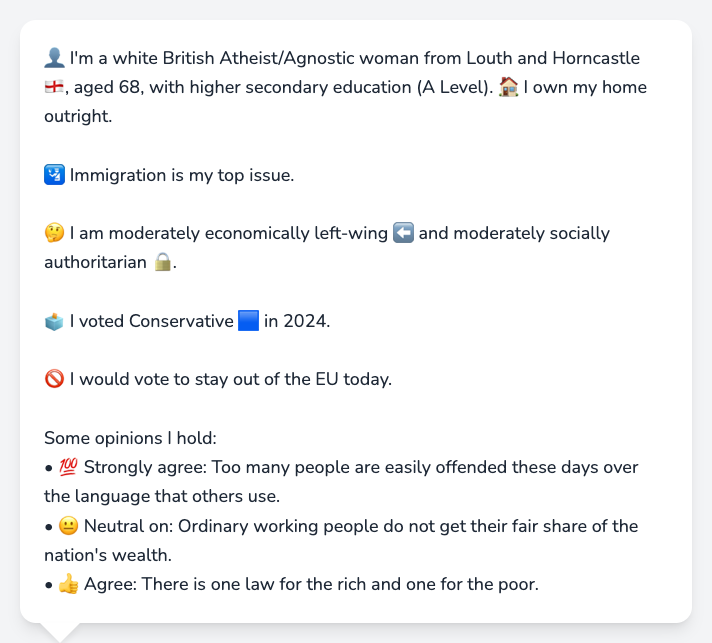 👤 I'm a white British Atheist/Agnostic woman from Louth and Horncastle
🏴󠁧󠁢󠁥󠁮󠁧󠁿, aged 68, with higher secondary education (A Level). 🏠 I own my home
outright.
🛂 Immigration is my top issue.
🤔 I am moderately economically left-wing ⬅️ and moderately socially
authoritarian 🔒.
🗳️ I voted Conservative 🟦 in 2024.
🚫 I would vote to stay out of the EU today.
Some opinions I hold:
• 💯 Strongly agree: Too many people are easily offended these days over
the language that others use.
• 😐 Neutral on: Ordinary working people do not get their fair share of the
nation's wealth.
• 👍 Agree: There is one law for the rich and one for the poor.